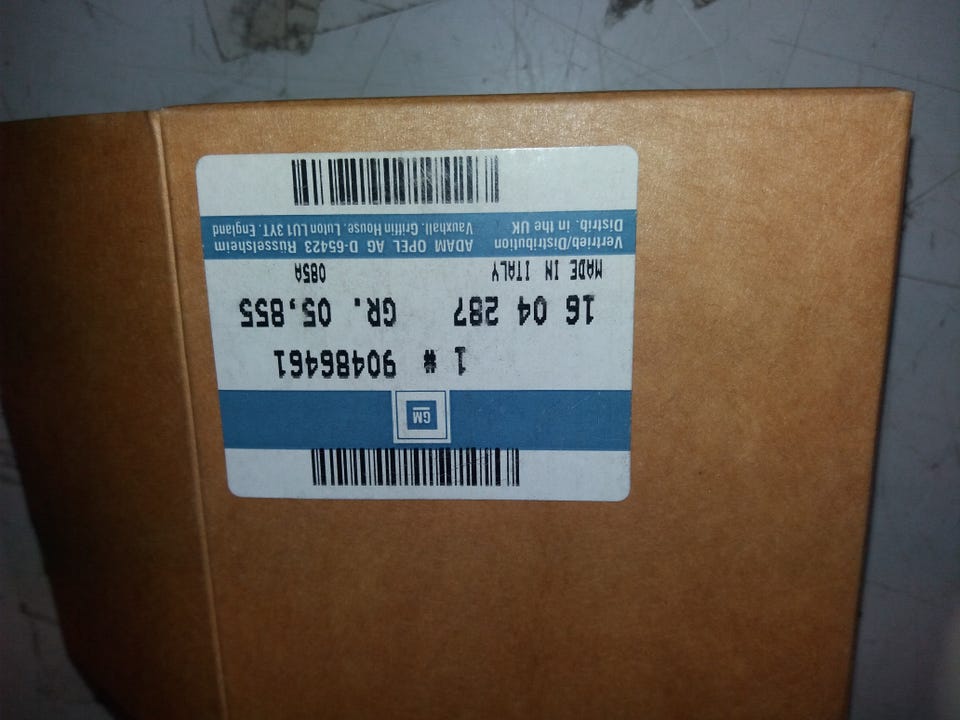 GM
1 # 90486461
16 04 287 GR. 05.855
MADE IN ITALY 085A
Vertrieb/Distribution ADAM OPEL AG D-65423 Russelsheim
Distrib. in the UK Vauxhall. Griffin House. Luton LU1 3YT. England